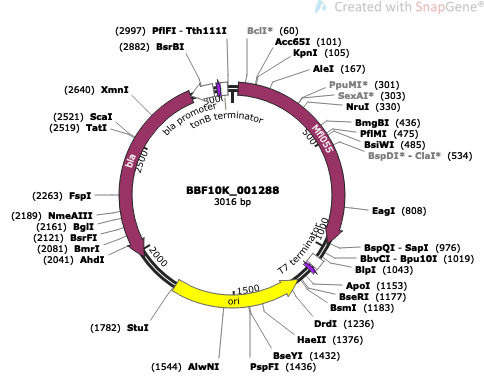 Created with SnapGene®
(2997) PflFI - Tth111I
BclI* (60)
(2882) BsrBI
Acc65I (101)
KpnI (105)
AleI (167)
(2640) XmnI
PpuMI* (301)
SexAI* (303)
NruI (330)
3000
bla promoter
tonB terminator
(2521) ScaI
(2519) TatI
BmgBI (436)
PflMI (475)
BsiWI (485)
BspDI* - ClaI* (534)
500
Mfl055
bla
2500
BBF10K_001288
3016 bp
(2263) FspI
(2189) NmeAIII
(2161) BglI
(2121) BsrFI
(2081) BmrI
(2041) AhdI
EagI (808)
1000
T7 terminator
BspQI - SapI (976)
BbvCI - Bpu10I (1019)
BlpI (1043)
2000
ApoI (1153)
BseRI (1177)
BsmI (1183)
1500
ori
DrdI (1236)
(1782) StuI
HaeII (1376)
BseYI (1432)
(1544) AlwNI
PspFI (1436)